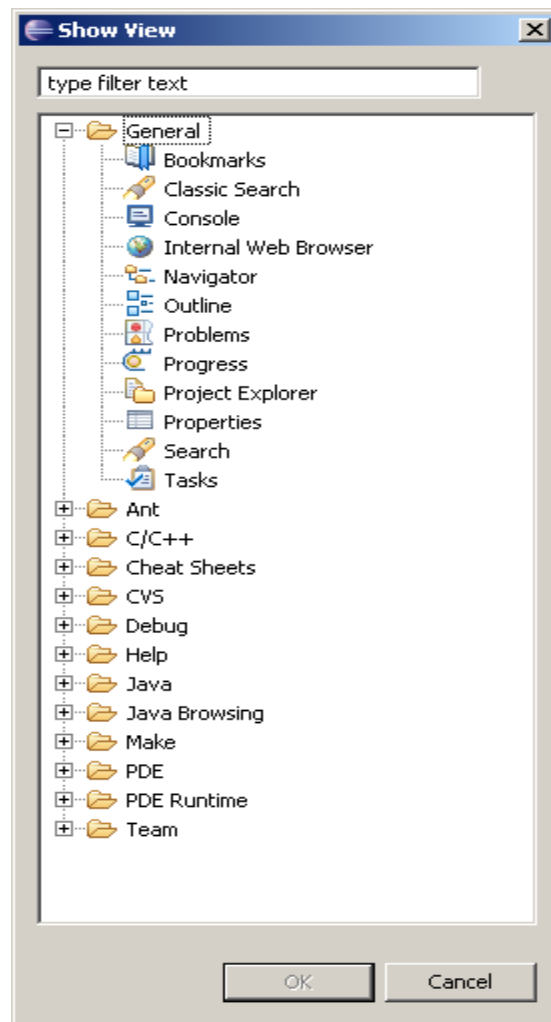 Show View
type filter text
General
Bookmarks
Classic Search
Console
Internal Web Browser
Navigator
Outline
Problems
Progress
Project Explorer
Properties
Search
Tasks
Ant
C/C++
Cheat Sheets
CVS
Debug
Help
Java
Java Browsing
Make
PDE
PDE Runtime
Team
OK Cancel